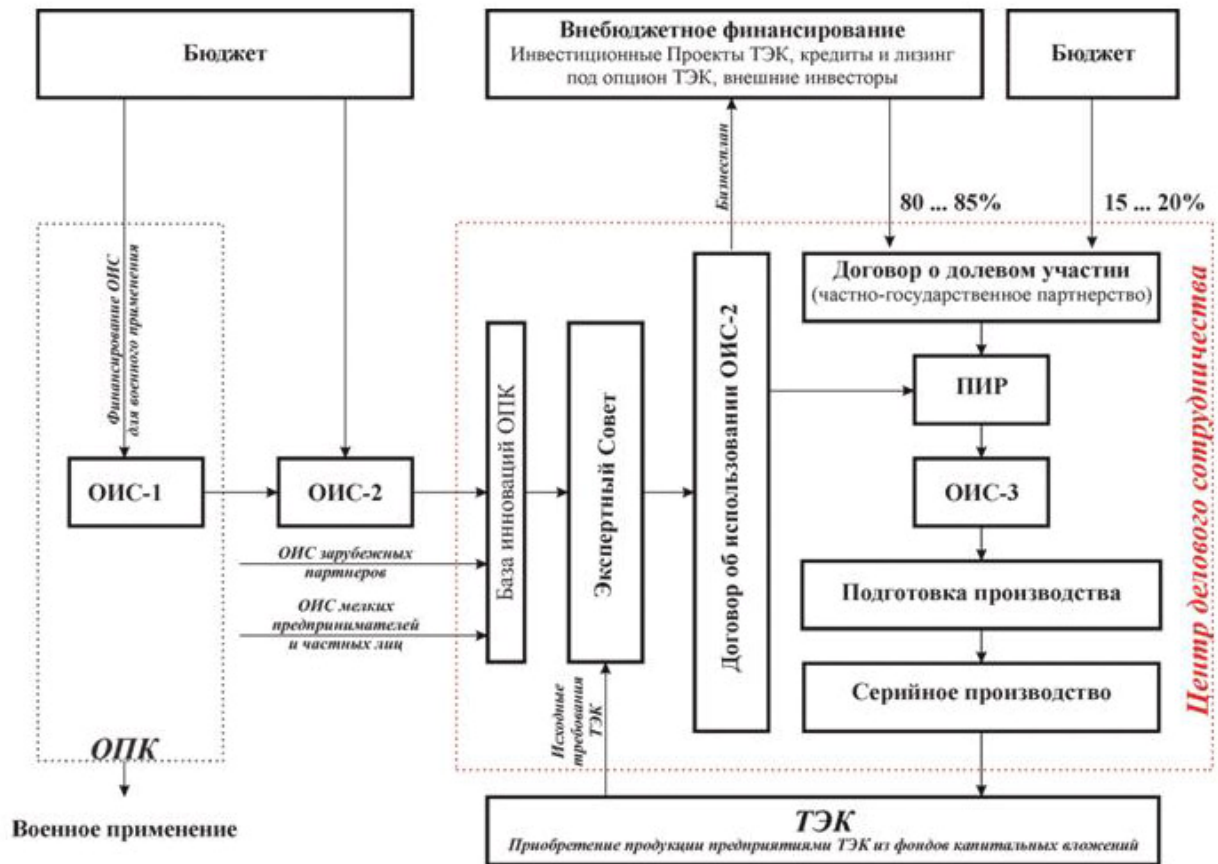 Бюджет
Внебюджетное финансирование
Инвестиционные Проекты ТЭК, кредиты и лизинг
под опцион ТЭК, внешние инвесторы
Бюджет
Бизнесплан
80 ... 85%
15 ... 20%
Финансирование ОИС
для военного применения
Договор о долевом участии
(частно-государственное партнерство)
ПИР
ОИС-1
ОИС-2
База инноваций ОПК
Экспертный Совет
Договор об использовании ОИС-2
ОИС-3
ОИС зарубежных
партнеров
ОИС мелких
предпринимателей
и частных лиц
Подготовка производства
Серийное производство
Центр делового сотрудничества
Исходные
требования
ТЭК
ОПК
Военное применение
ТЭК
Приобретение продукции предприятиями ТЭК из фондов капитальных вложений